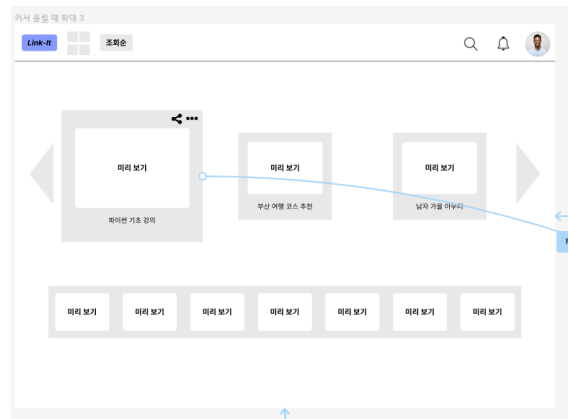 커서 올릴 때 확대 3
Link-It
조회순
미리 보기
파이썬 기초 강의
미리 보기
부산 여행 코스 추천
미리 보기
남자 가을 아우터
미리 보기
미리 보기
미리 보기
미리 보기
미리 보기
미리 보기
미리 보기